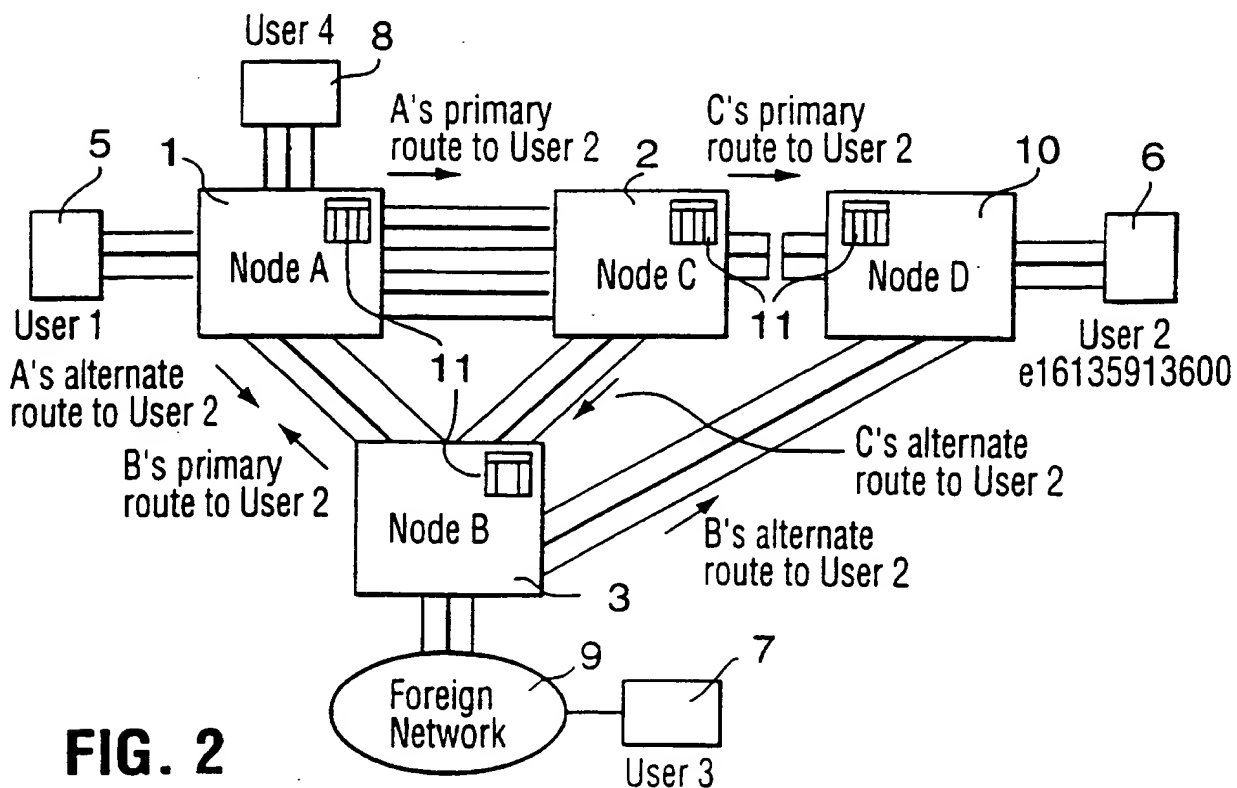 User 4
8
A's primary
route to User 2
C's primary
route to User 2
5
1
2
10
6
Node A
Node C
Node D
User 1
11
11
User 2
e16135913600
A's alternate
route to User 2
B's primary
route to User 2
11
C's alternate
route to User 2
Node B
B's alternate
route to User 2
3
9
7
Foreign
Network
User 3
FIG. 2